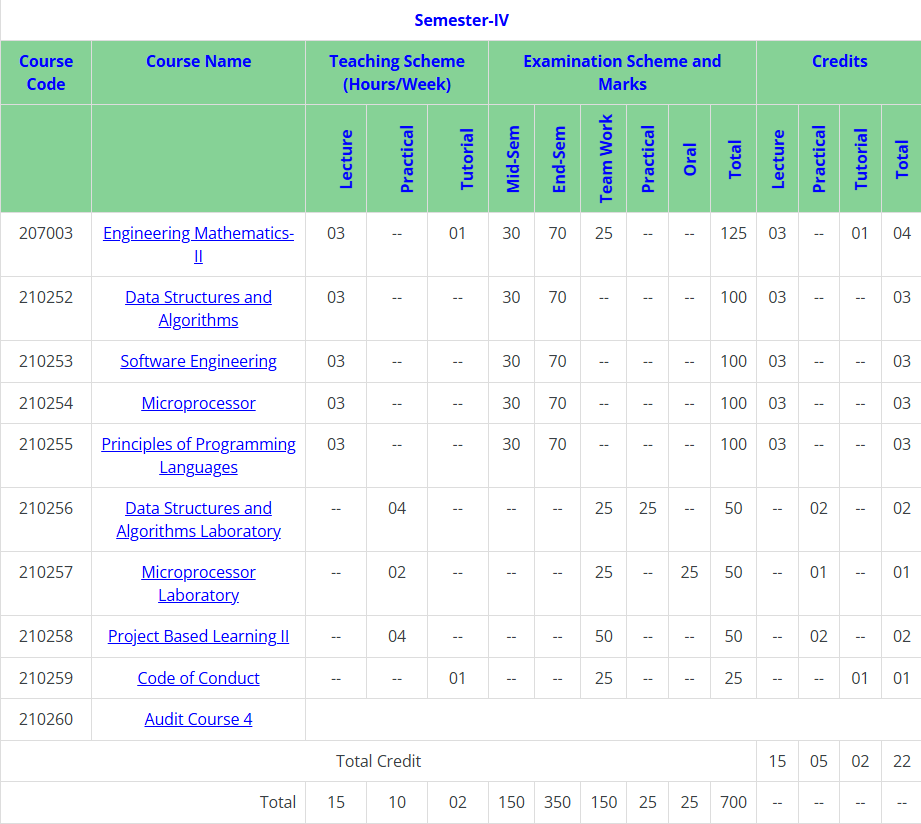 Semester-IV
Course Code Course Name Teaching Scheme (Hours/Week) Examination Scheme and Marks Credits
Lecture Practical Tutorial Mid-Sem End-Sem Team Work Practical Oral Total Lecture Practical Tutorial Total
207003 Engineering Mathematics-II 03 -- 01 30 70 25 -- -- 125 03 -- 01 04
210252 Data Structures and Algorithms 03 -- -- 30 70 -- -- -- 100 03 -- -- 03
210253 Software Engineering 03 -- -- 30 70 -- -- -- 100 03 -- -- 03
210254 Microprocessor 03 -- -- 30 70 -- -- -- 100 03 -- -- 03
210255 Principles of Programming Languages 03 -- -- 30 70 -- -- -- 100 03 -- -- 03
210256 Data Structures and Algorithms Laboratory -- 04 -- -- -- 25 25 -- 50 -- 02 -- 02
210257 Microprocessor Laboratory -- 02 -- -- -- 25 -- 25 50 -- 01 -- 01
210258 Project Based Learning II -- 04 -- -- -- 50 -- -- 50 -- 02 -- 02
210259 Code of Conduct -- -- 01 -- -- 25 -- -- 25 -- -- 01 01
210260 Audit Course 4
Total Credit 15 05 02 22
Total 15 10 02 150 350 150 25 25 700 -- -- -- --